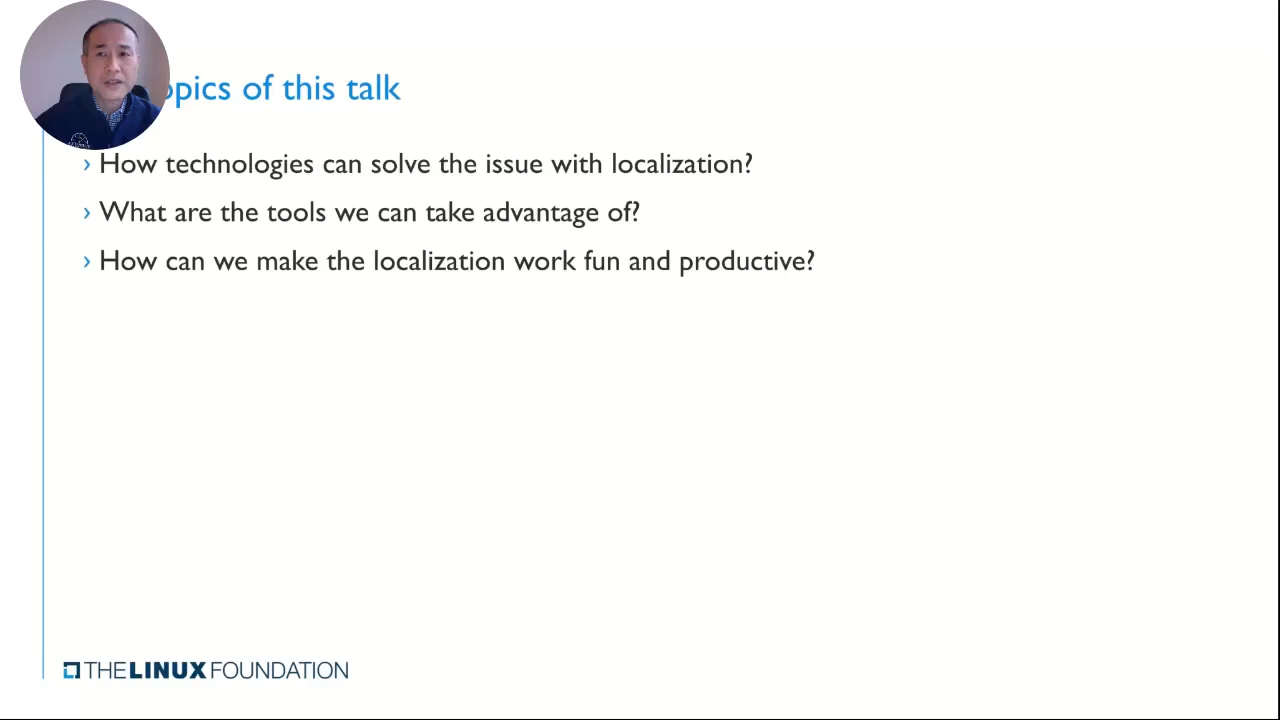 opics of this talk
› How technologies can solve the issue with localization?
› What are the tools we can take advantage of?
› How can we make the localization work fun and productive?
THE LINUX FOUNDATION